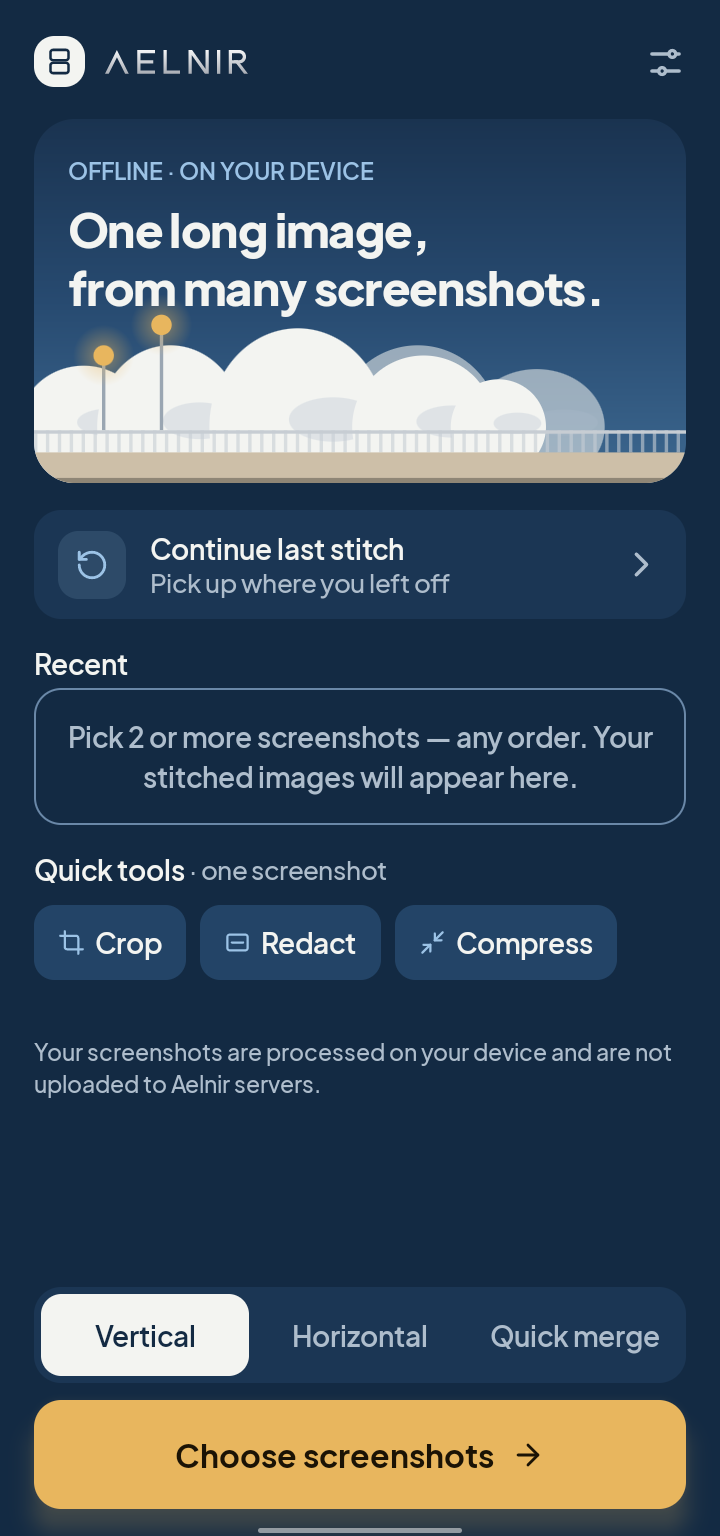 AELNIR
OFFLINE · ON YOUR DEVICE
One long image,
from many screenshots.
Continue last stitch
Pick up where you left off
Recent
Pick 2 or more screenshots — any order. Your
stitched images will appear here.
Quick tools · one screenshot
Crop
Redact
Compress
Your screenshots are processed on your device and are not
uploaded to Aelnir servers.
Vertical
Horizontal
Quick merge
Choose screenshots →